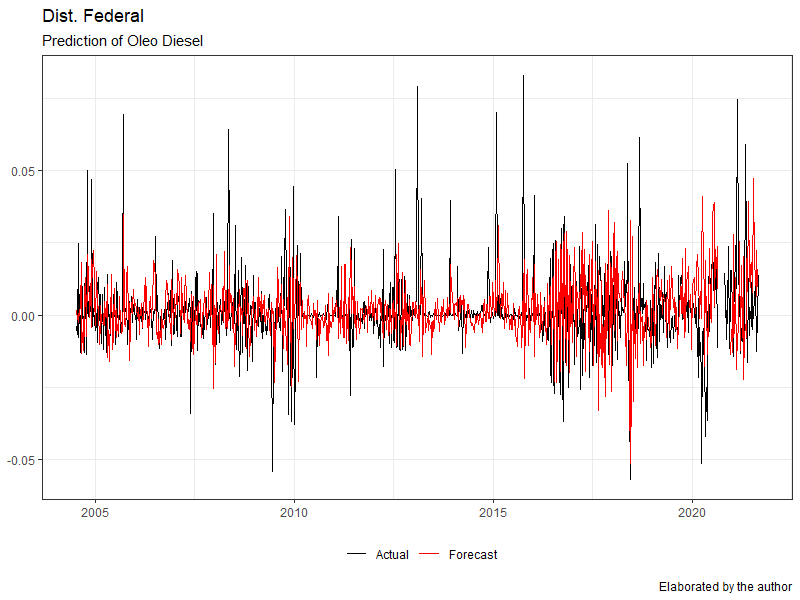 Dist. Federal
Prediction of Oleo Diesel
0.05
0.00
-0.05
2005 2010 2015 2020
Actual Forecast
Elaborated by the author